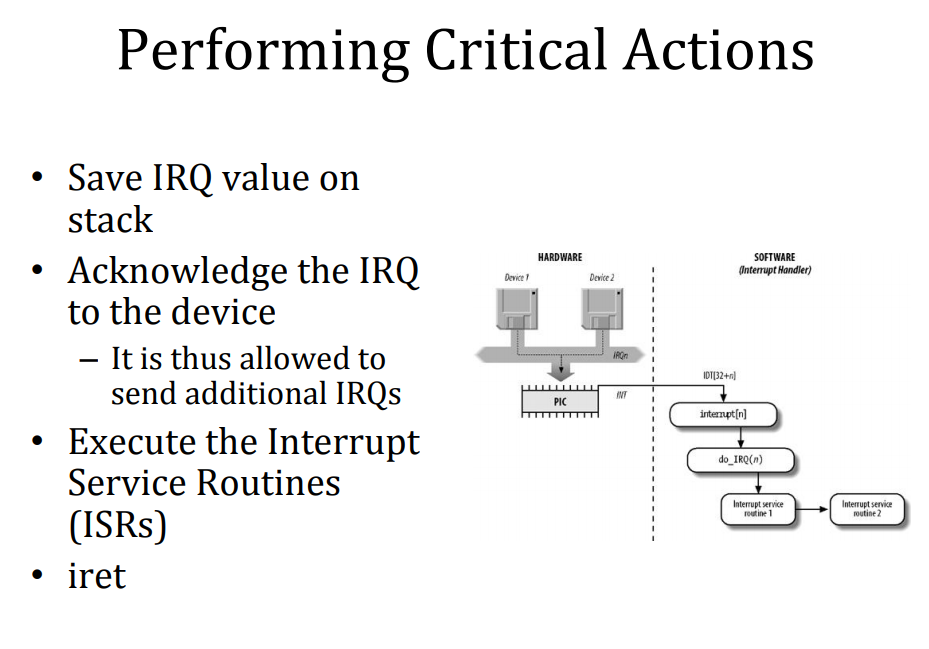 Performing Critical Actions
• Save IRQ value on
stack
• Acknowledge the IRQ
to the device
– It is thus allowed to
send additional IRQs
• Execute the Interrupt
Service Routines
(ISRs)
• iret
HARDWARE
Device 1
Device 2
IRQn
PIC
INT
SOFTWARE
(Interrupt Handler)
IDT[32+n]
interrupt[n]
do_IRQ(n)
Interrupt service
routine 1
Interrupt service
routine 2